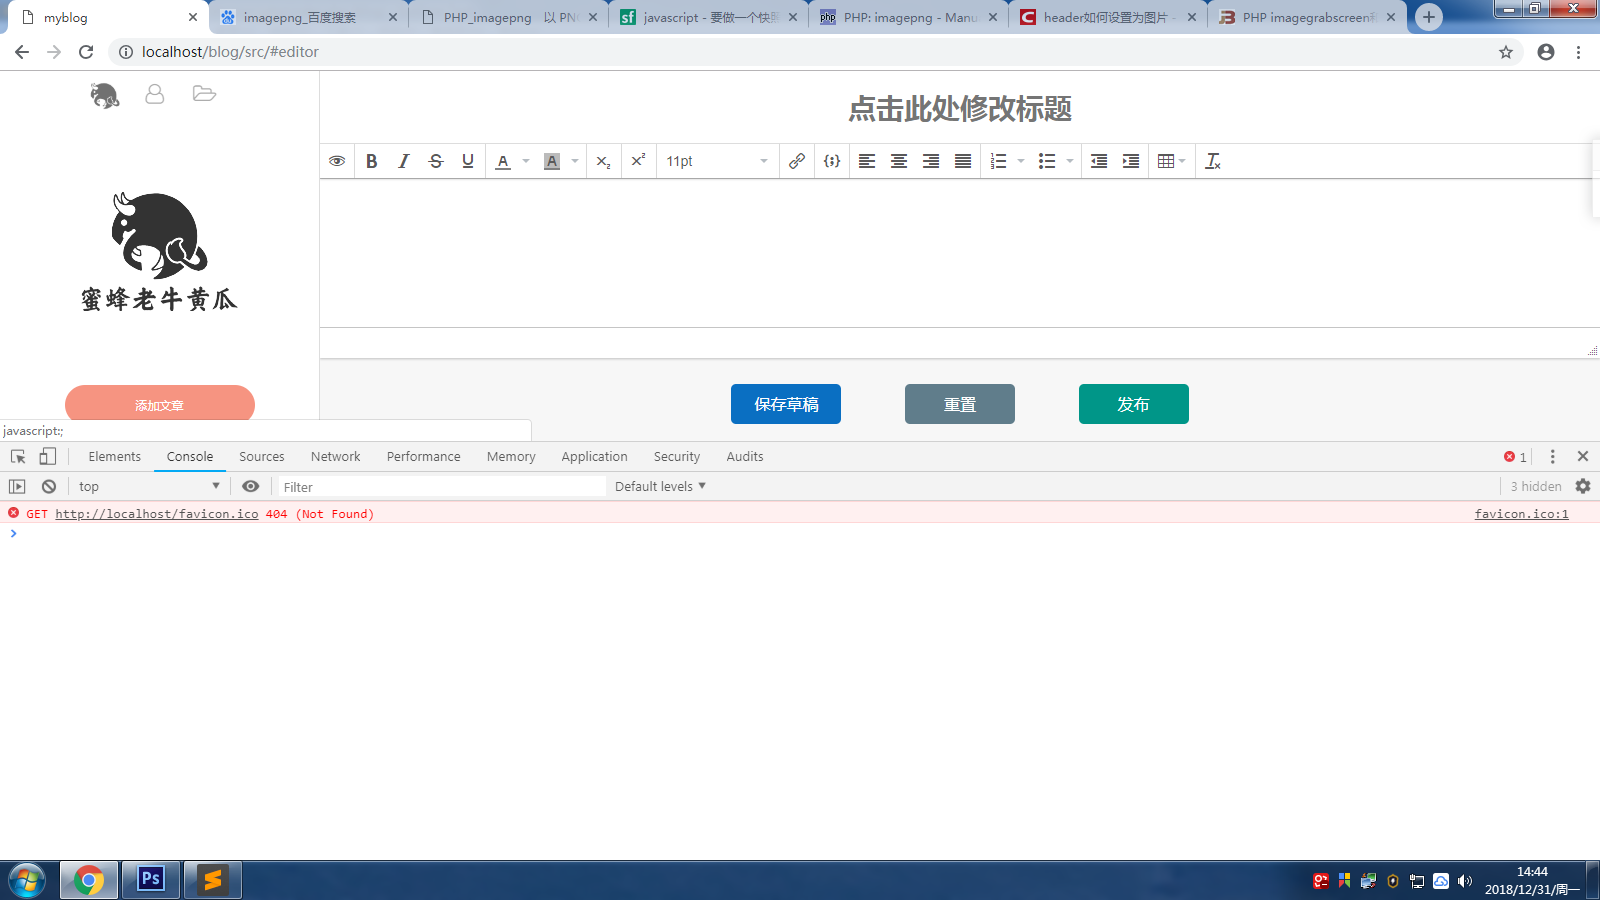 myblog
imagepng_百度搜索
PHP_imagepng 以 PN
javascript - 要做一个快
PHP: imagepng - Manu
header如何设置为图片 -
PHP imagegrabscreen
localhost/blog/src/#editor
点击此处修改标题
11pt
蜜蜂老牛黄瓜
添加文章
保存草稿
重置
发布
javascript:;
Elements
Console
Sources
Network
Performance
Memory
Application
Security
Audits
1
top
Filter
Default levels
3 hidden
GET http://localhost/favicon.ico 404 (Not Found)
favicon.ico:1
Ps
14:44
2018/12/31/周一